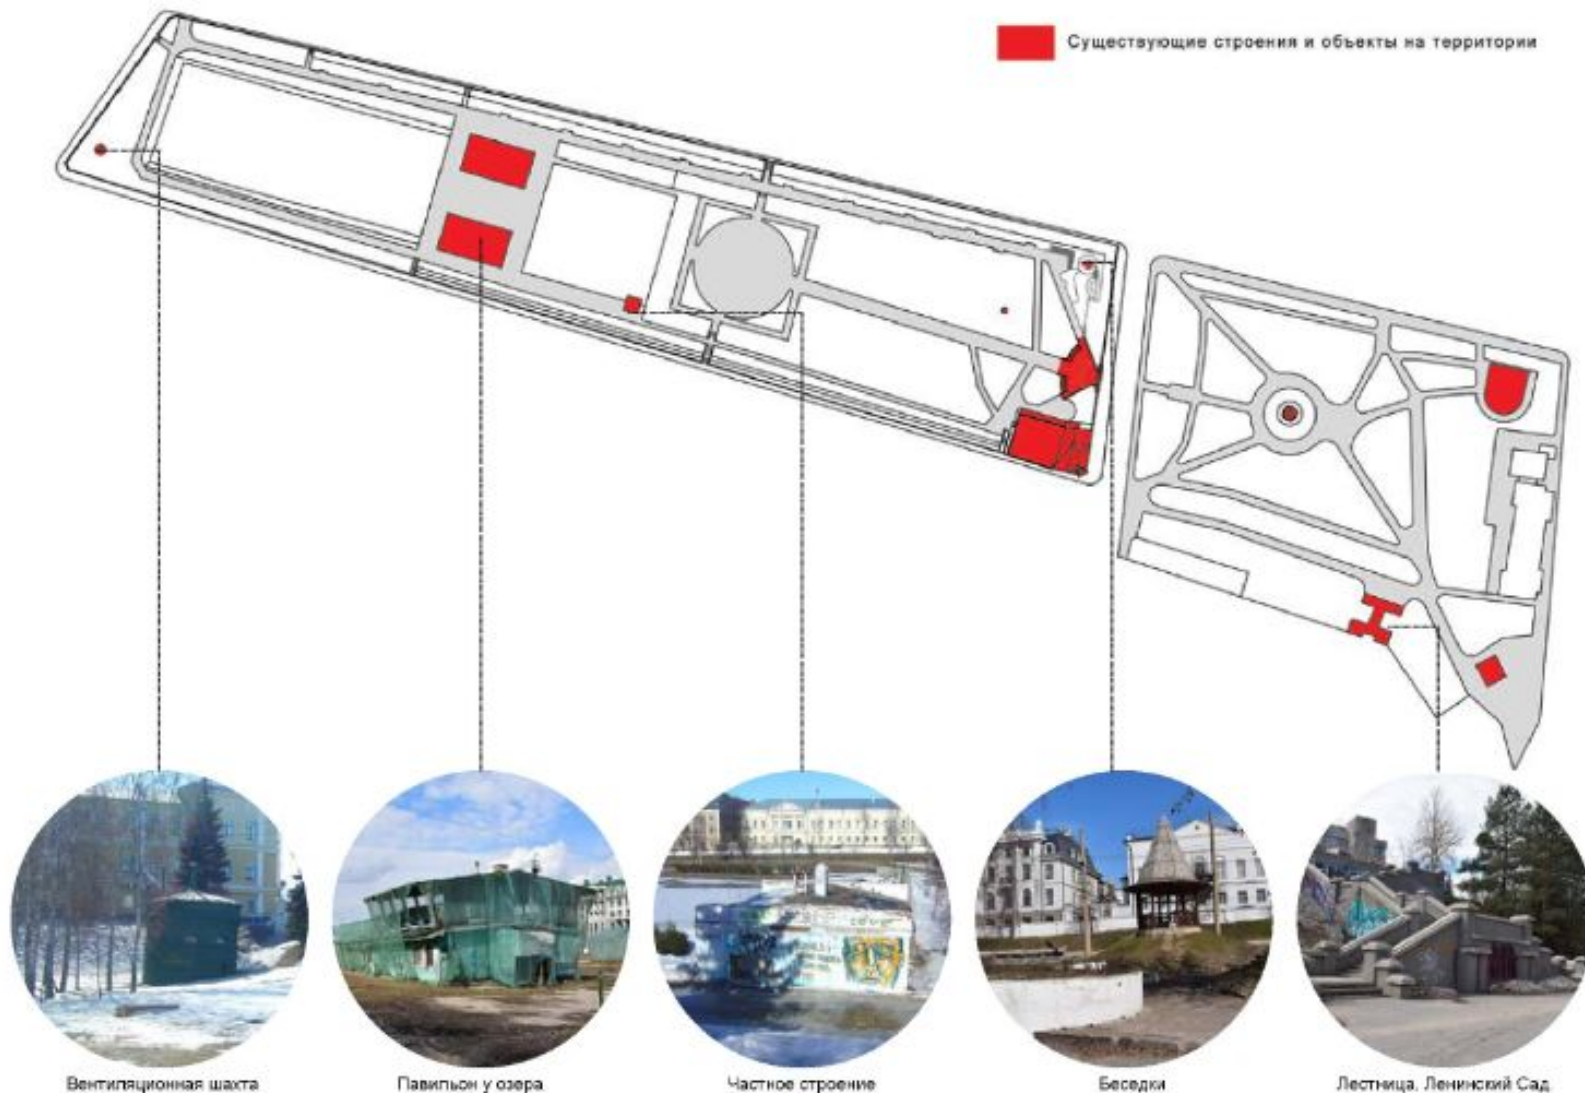 Существующие строения и объекты на территории
Вентиляционная шахта
Павильон у озера
Частное строение
Беседки
Лестница, Ленинский Сад